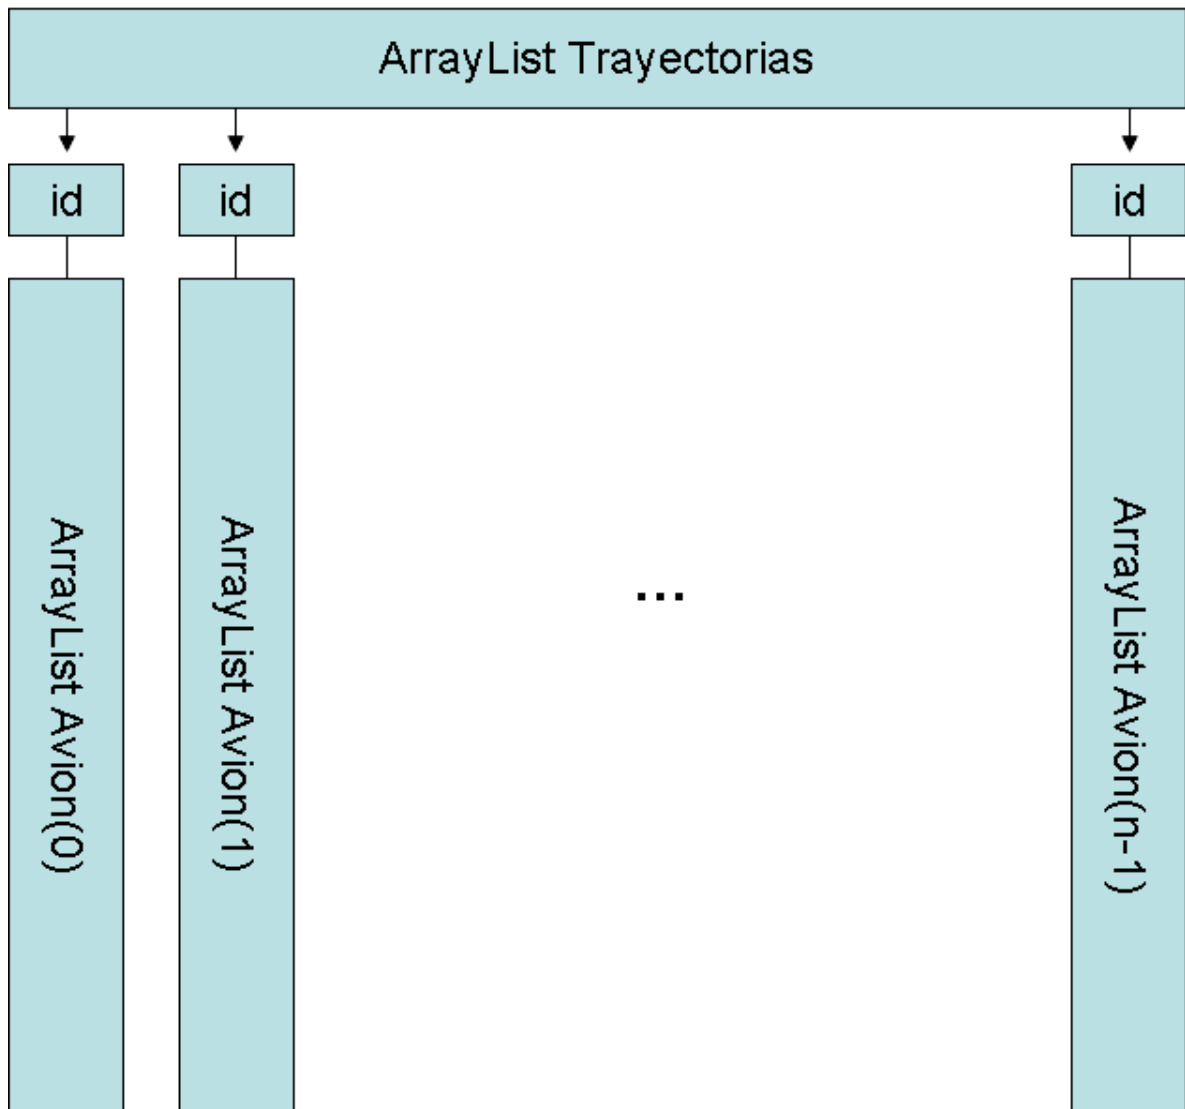 ArrayList Trayectorias
id
id
id
ArrayList Avion(0)
ArrayList Avion(1)
...
ArrayList Avion(n-1)